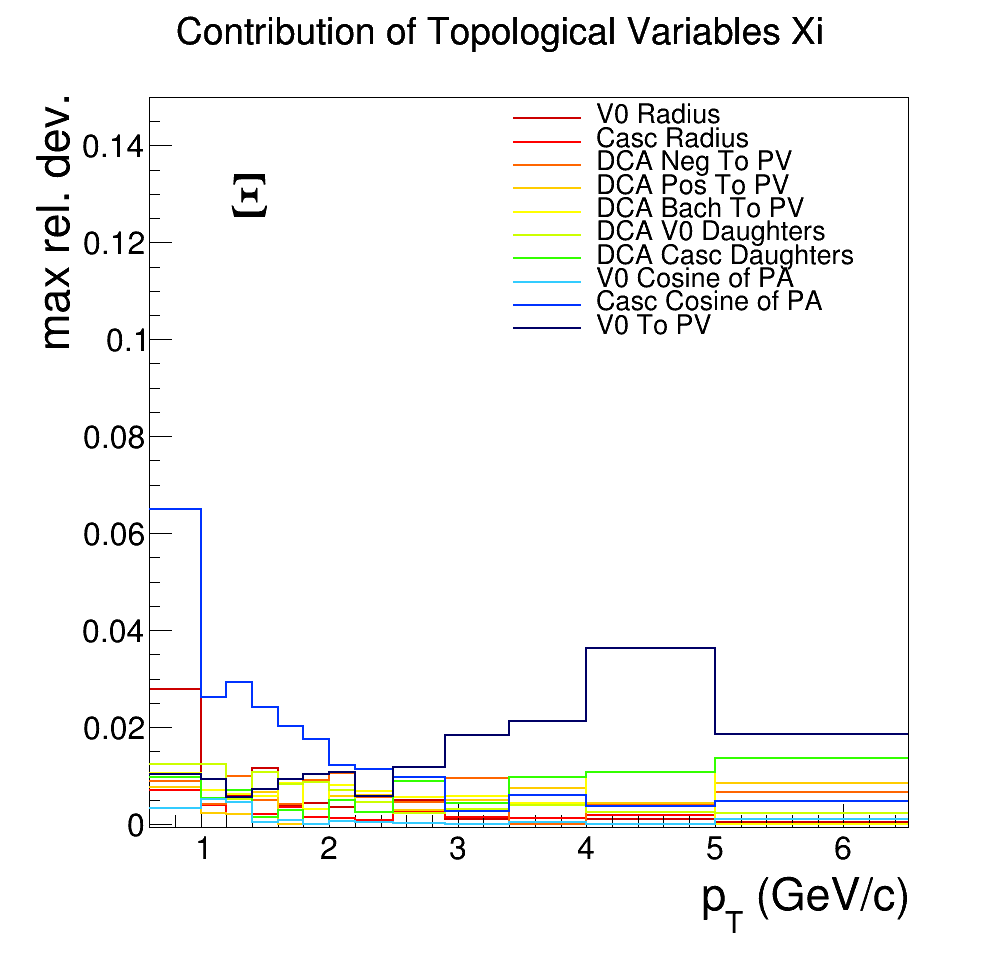 Contribution of Topological Variables Xi
max rel. dev.
0.14
0.12
0.1
0.08
0.06
0.04
0.02
0
Ξ
V0 Radius
Casc Radius
DCA Neg To PV
DCA Pos To PV
DCA Bach To PV
DCA V0 Daughters
DCA Casc Daughters
V0 Cosine of PA
Casc Cosine of PA
V0 To PV
1 2 3 4 5 6
p_T (GeV/c)